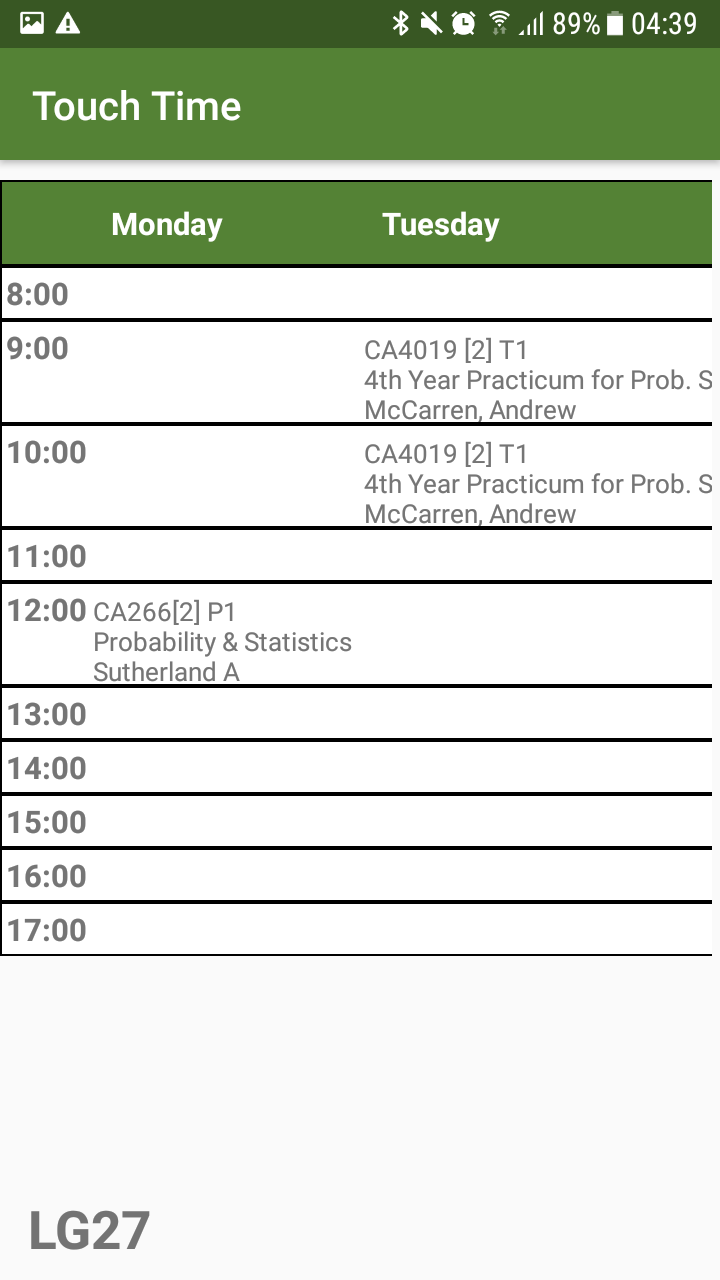 89% 04:39
Touch Time
Monday Tuesday
8:00
9:00 CA4019 [2] T1
4th Year Practicum for Prob. S
McCarren, Andrew
10:00 CA4019 [2] T1
4th Year Practicum for Prob. S
McCarren, Andrew
11:00
12:00 CA266[2] P1
Probability & Statistics
Sutherland A
13:00
14:00
15:00
16:00
17:00
LG27